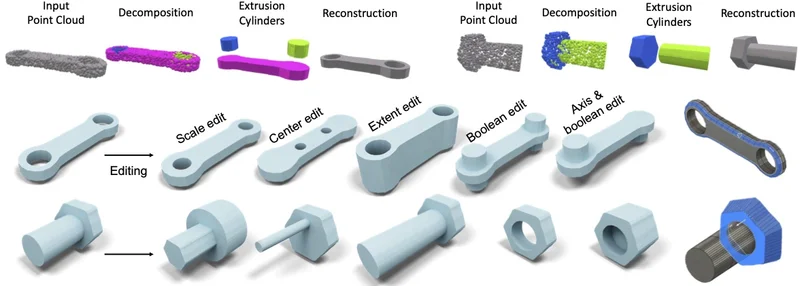 Input
Point Cloud
Decomposition
Extrusion
Cylinders
Reconstruction
Input
Point Cloud
Decomposition
Extrusion
Cylinders
Reconstruction
Editing
Scale edit
Center edit
Extent edit
Boolean edit
Axis &
boolean edit